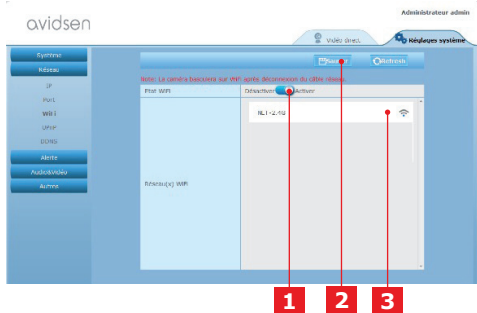 Administrateur admin
avidsen
Vidéo direct
Réglages système
Système
Réseau
IP
Port
WIFI
UPNP
DDNS
Alerte
Audio&Vidéo
Autres
Refresh
Note: La caméra basculera sur WIFI après déconnexion du câble réseau.
Etat WIFI
Désactiver
Activer
NET-2.4G
Réseau(x) WIFI
1
2
3